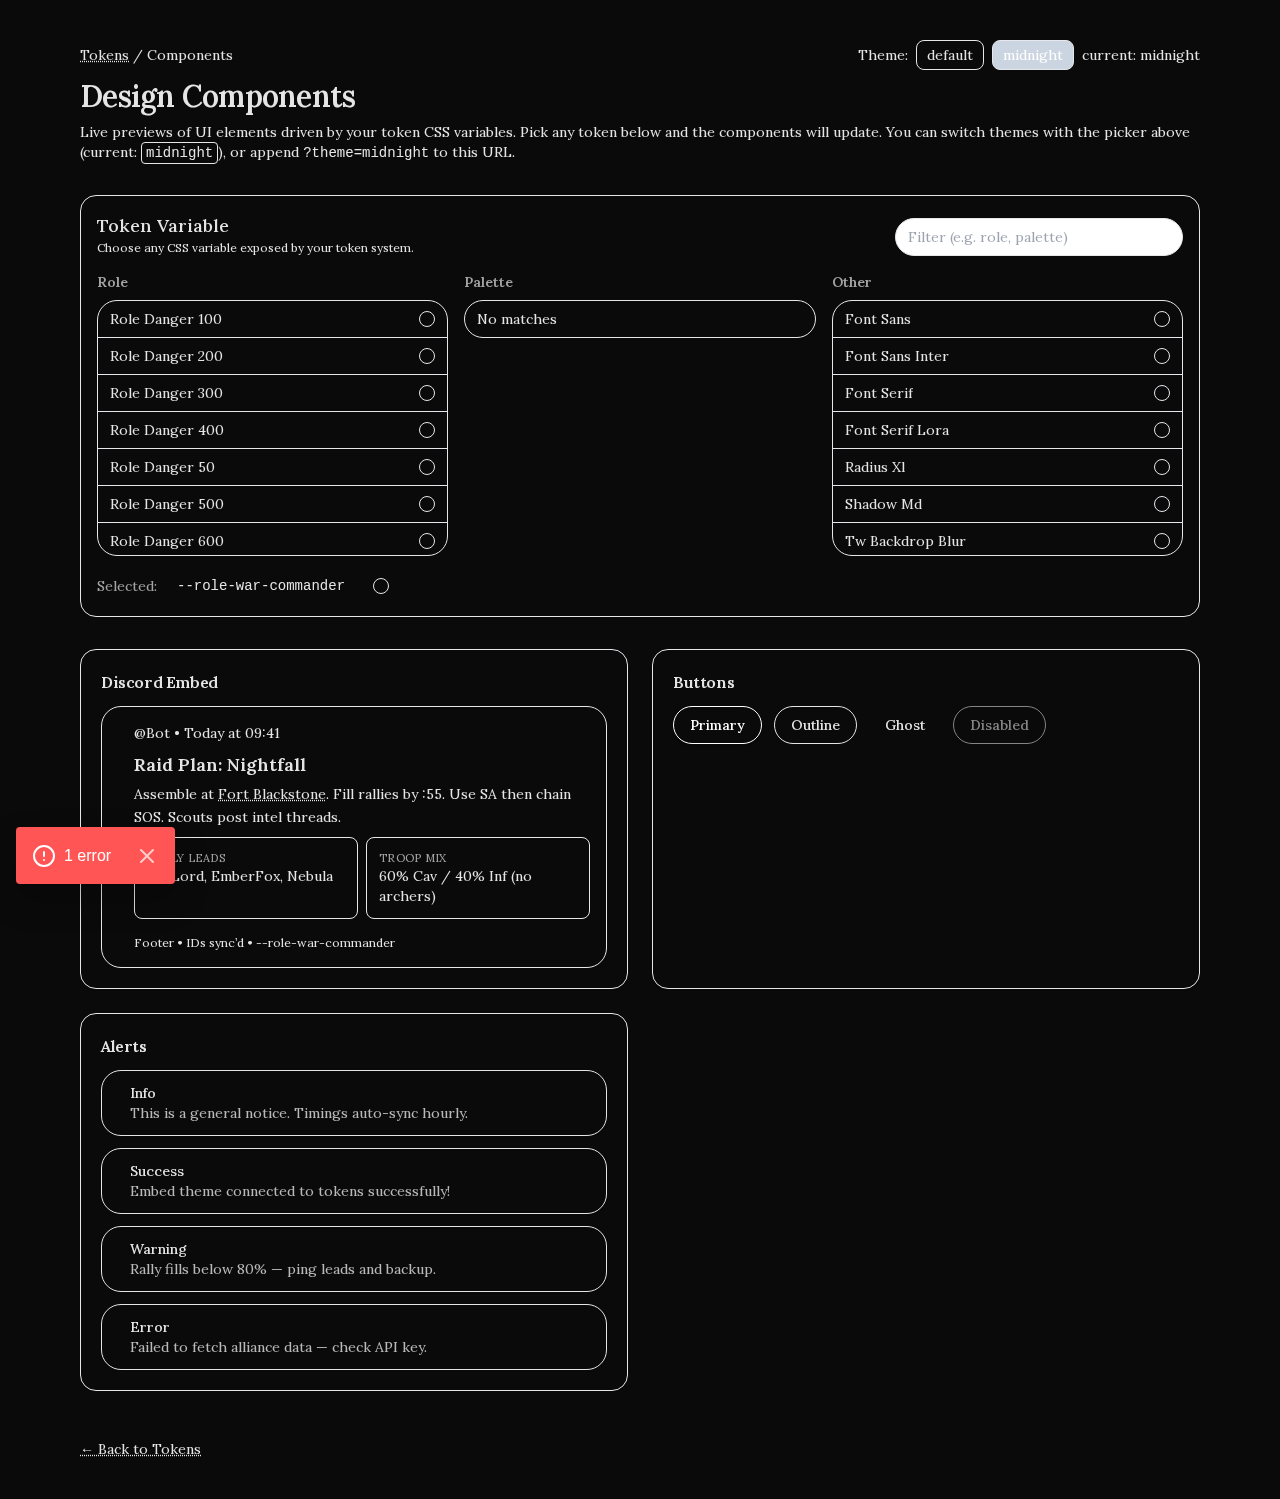 Tokens / Components
Theme: default midnight current: midnight
Design Components
Live previews of UI elements driven by your token CSS variables. Pick any token below and the components will update. You can switch themes with the picker above
(current: midnight), or append ?theme=midnight to this URL.
Token Variable
Choose any CSS variable exposed by your token system.
Filter (e.g. role, palette)
Role
Role Danger 100
Role Danger 200
Role Danger 300
Role Danger 400
Role Danger 50
Role Danger 500
Role Danger 600
Palette
No matches
Other
Font Sans
Font Sans Inter
Font Serif
Font Serif Lora
Radius Xl
Shadow Md
Tw Backdrop Blur
Selected: --role-war-commander
Discord Embed
@Bot • Today at 09:41
Raid Plan: Nightfall
Assemble at Fort Blackstone. Fill rallies by :55. Use SA then chain
SOS. Scouts post intel threads.
LEADS
Lord, EmberFox, Nebula
TROOP MIX
60% Cav / 40% Inf (no
archers)
Footer • IDs sync’d • --role-war-commander
1 error
Buttons
Primary
Outline
Ghost
Disabled
Alerts
Info
This is a general notice. Timings auto-sync hourly.
Success
Embed theme connected to tokens successfully!
Warning
Rally fills below 80% — ping leads and backup.
Error
Failed to fetch alliance data — check API key.
← Back to Tokens